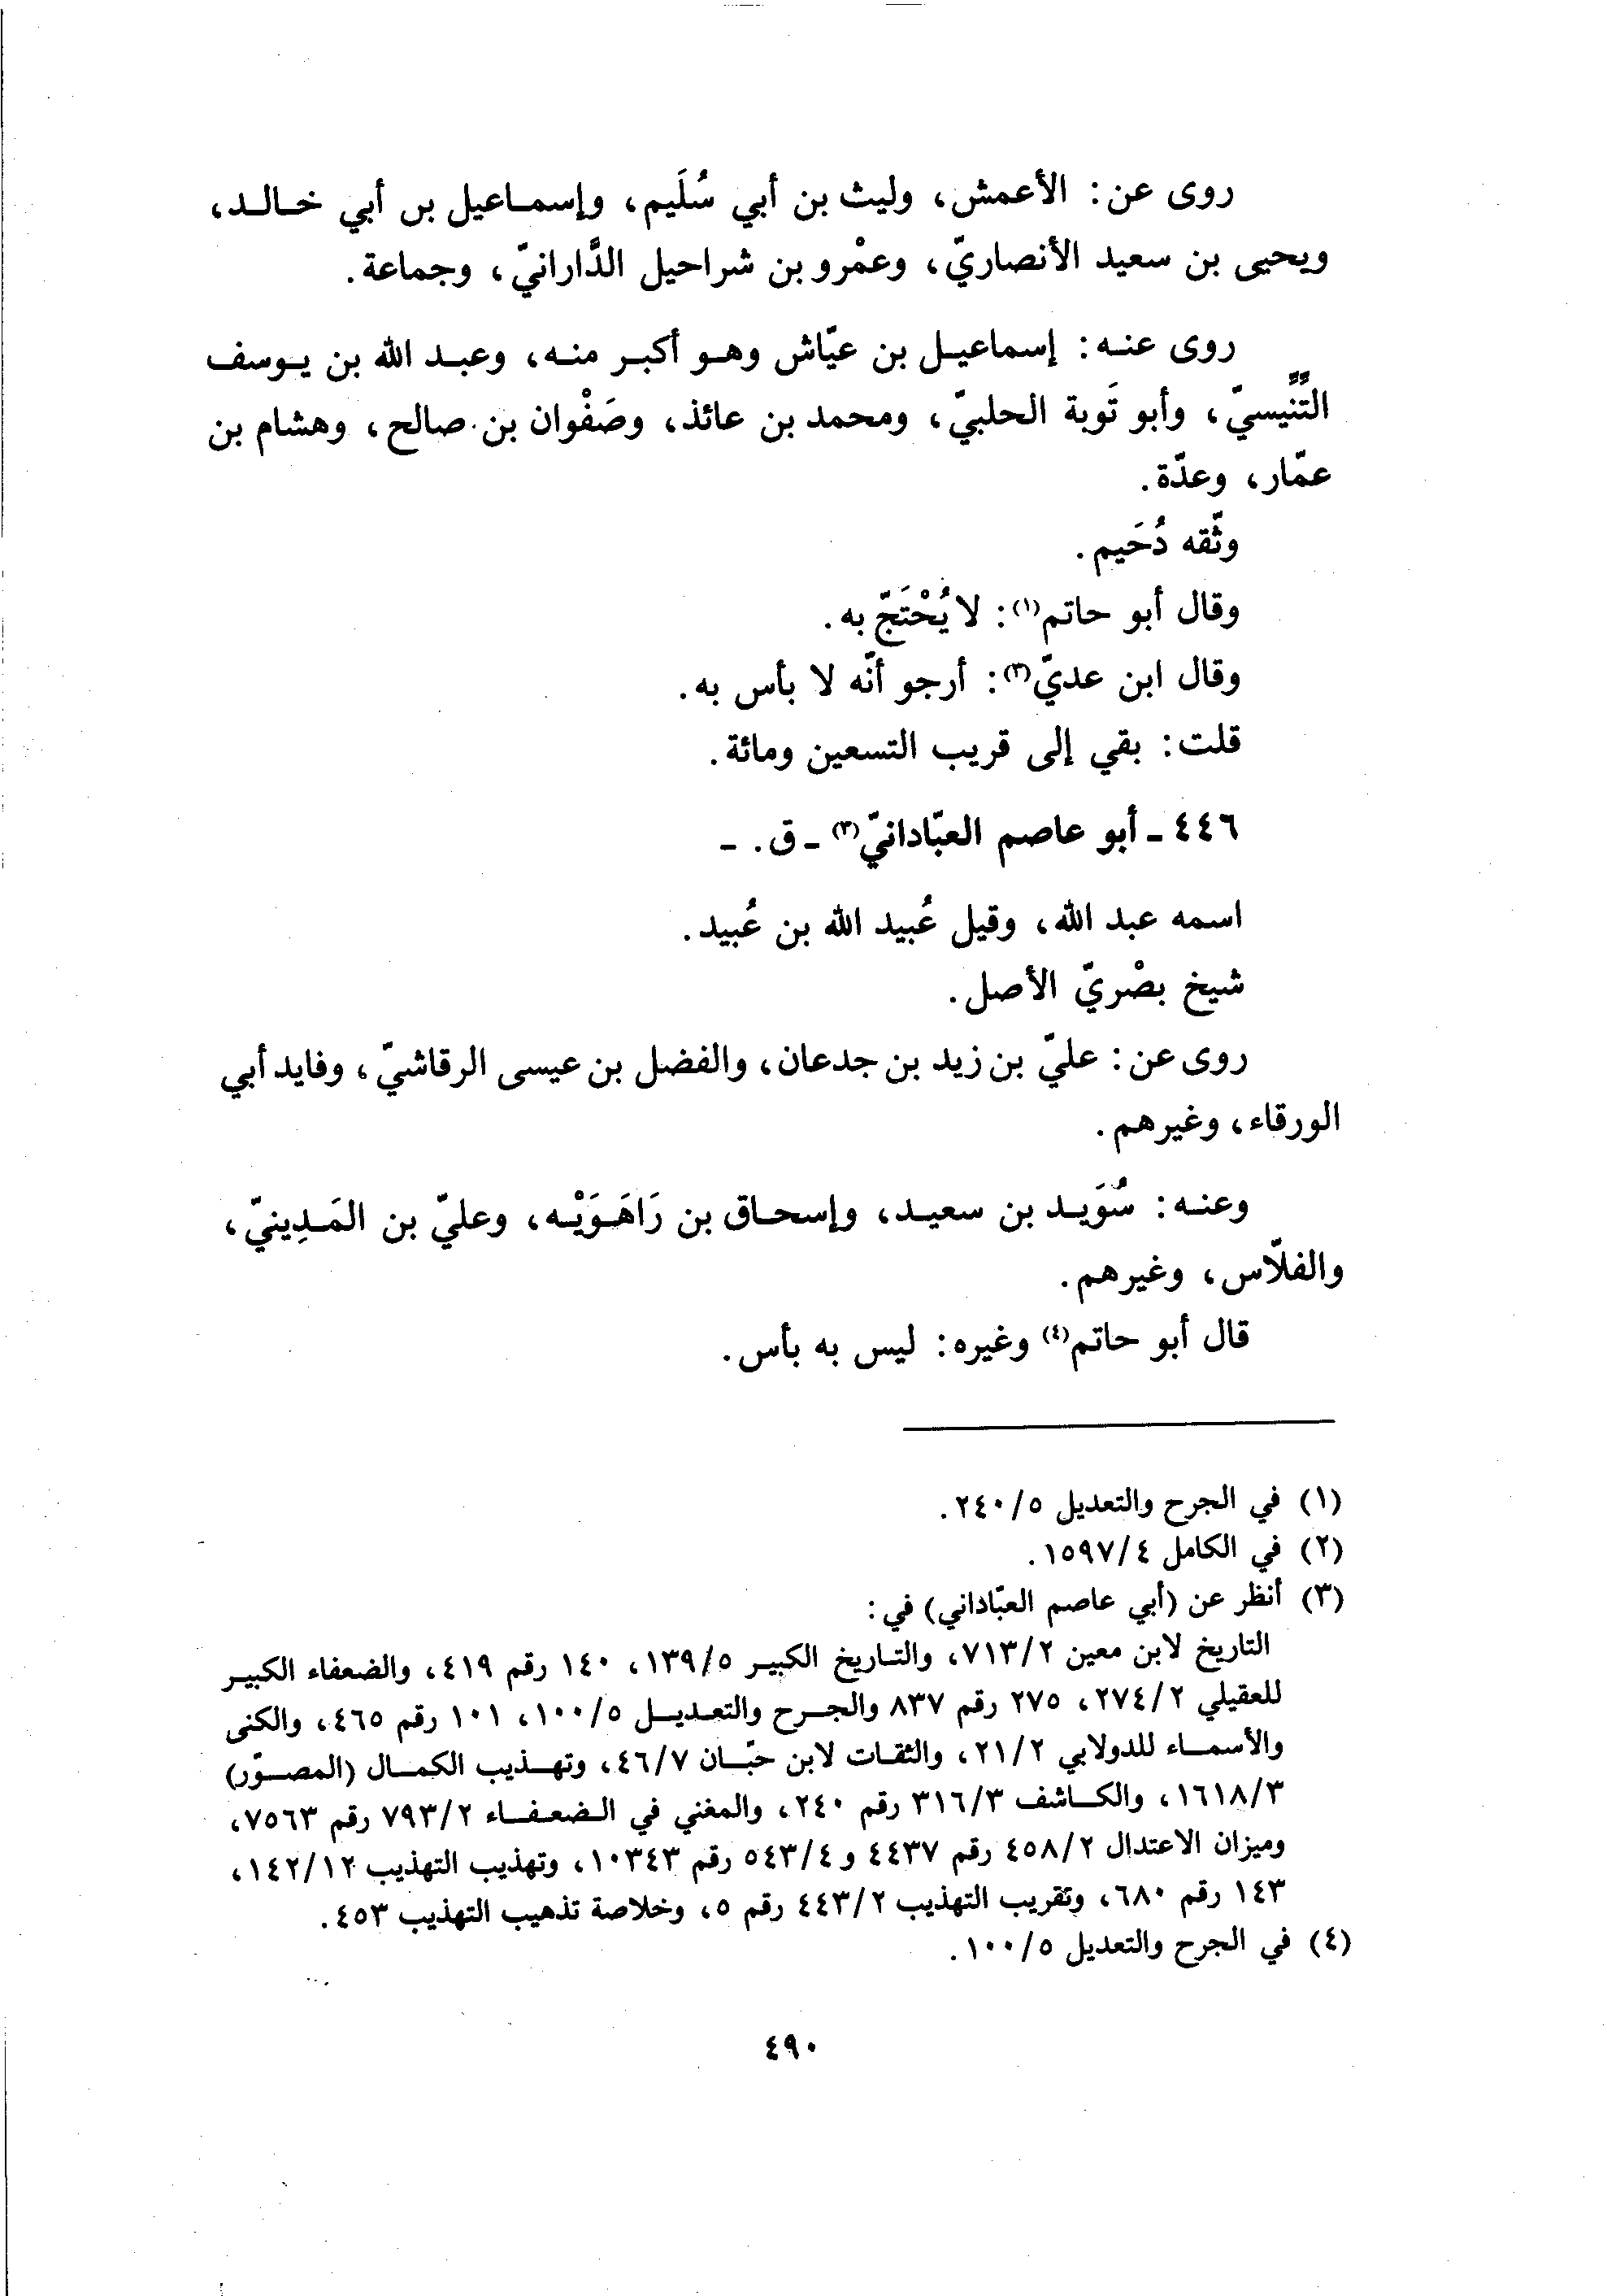 روى عن: الأعمش، وليث بن أبي سُلَيم، وإسماعيل بن أبي خالد،
ويحيى بن سعيد الأنصاريّ، وعمْرو بن شراحيل الدَّارانيّ، وجماعة.
روى عنه: إسماعيل بن عيّاش وهو أكبر منه، وعبد الله بن يوسف
التِّنِّيسيّ، وأبو تَوبة الحلبيّ، ومحمد بن عائذ، وصَفْوان بن صالح، وهشام بن
عمّار، وعدّة.
وثّقه دُحَيم.
وقال أبو حاتم(١): لا يُحْتَجّ به.
وقال ابن عديّ(٢): أرجو أنّه لا بأس به.
قلت: بقي إلى قريب التسعين ومائة.
٤٤٦ ـ أبو عاصم العبّادانيّ(٣) ـ ق. ـ
اسمه عبد الله، وقيل عُبيد الله بن عُبيد.
شيخ بصْريّ الأصل.
روى عن: عليّ بن زيد بن جدعان، والفضل بن عيسى الرقاشيّ، وفايد أبي
الورقاء، وغيرهم.
وعنه: سُوَيد بن سعيد، وإسحاق بن رَاهَوَيْه، وعليّ بن المَدِينيّ،
والفلّاس، وغيرهم.
قال أبو حاتم(٤) وغيره: ليس به بأس.
(١) في الجرح والتعديل ٢٤٠/٥.
(٢) في الكامل ١٥٩٧/٤.
(٣) أنظر عن (أبي عاصم العبّاداني) في:
التاريخ لابن معين ٧١٣/٢، والتاريخ الكبير ١٣٩/٥، ١٤٠ رقم ٤١٩، والضعفاء الكبير
للعقيلي ٢٧٤/٢، ٢٧٥ رقم ٨٣٧ والجرح والتعديل ١٠٠/٥، ١٠١ رقم ٤٦٥، والكنى
والأسماء للدولابي ٢١/٢، والثقات لابن حبّان ٤٦/٧، وتهذيب الكمال (المصوّر)
١٦١٨/٣، والكاشف ٣١٦/٣ رقم ٢٤٠، والمغني في الضعفاء ٧٩٣/٢ رقم ٧٥٦٣،
وميزان الاعتدال ٤٥٨/٢ رقم ٤٤٣٧ و ٥٤٣/٤ رقم ١٠٣٤٣، وتهذيب التهذيب ١٤٢/١٢،
١٤٣ رقم ٦٨٠، وتقريب التهذيب ٤٤٣/٢ رقم ٥، وخلاصة تذهيب التهذيب ٤٥٣.
(٤) في الجرح والتعديل ١٠٠/٥.
٤٩٠